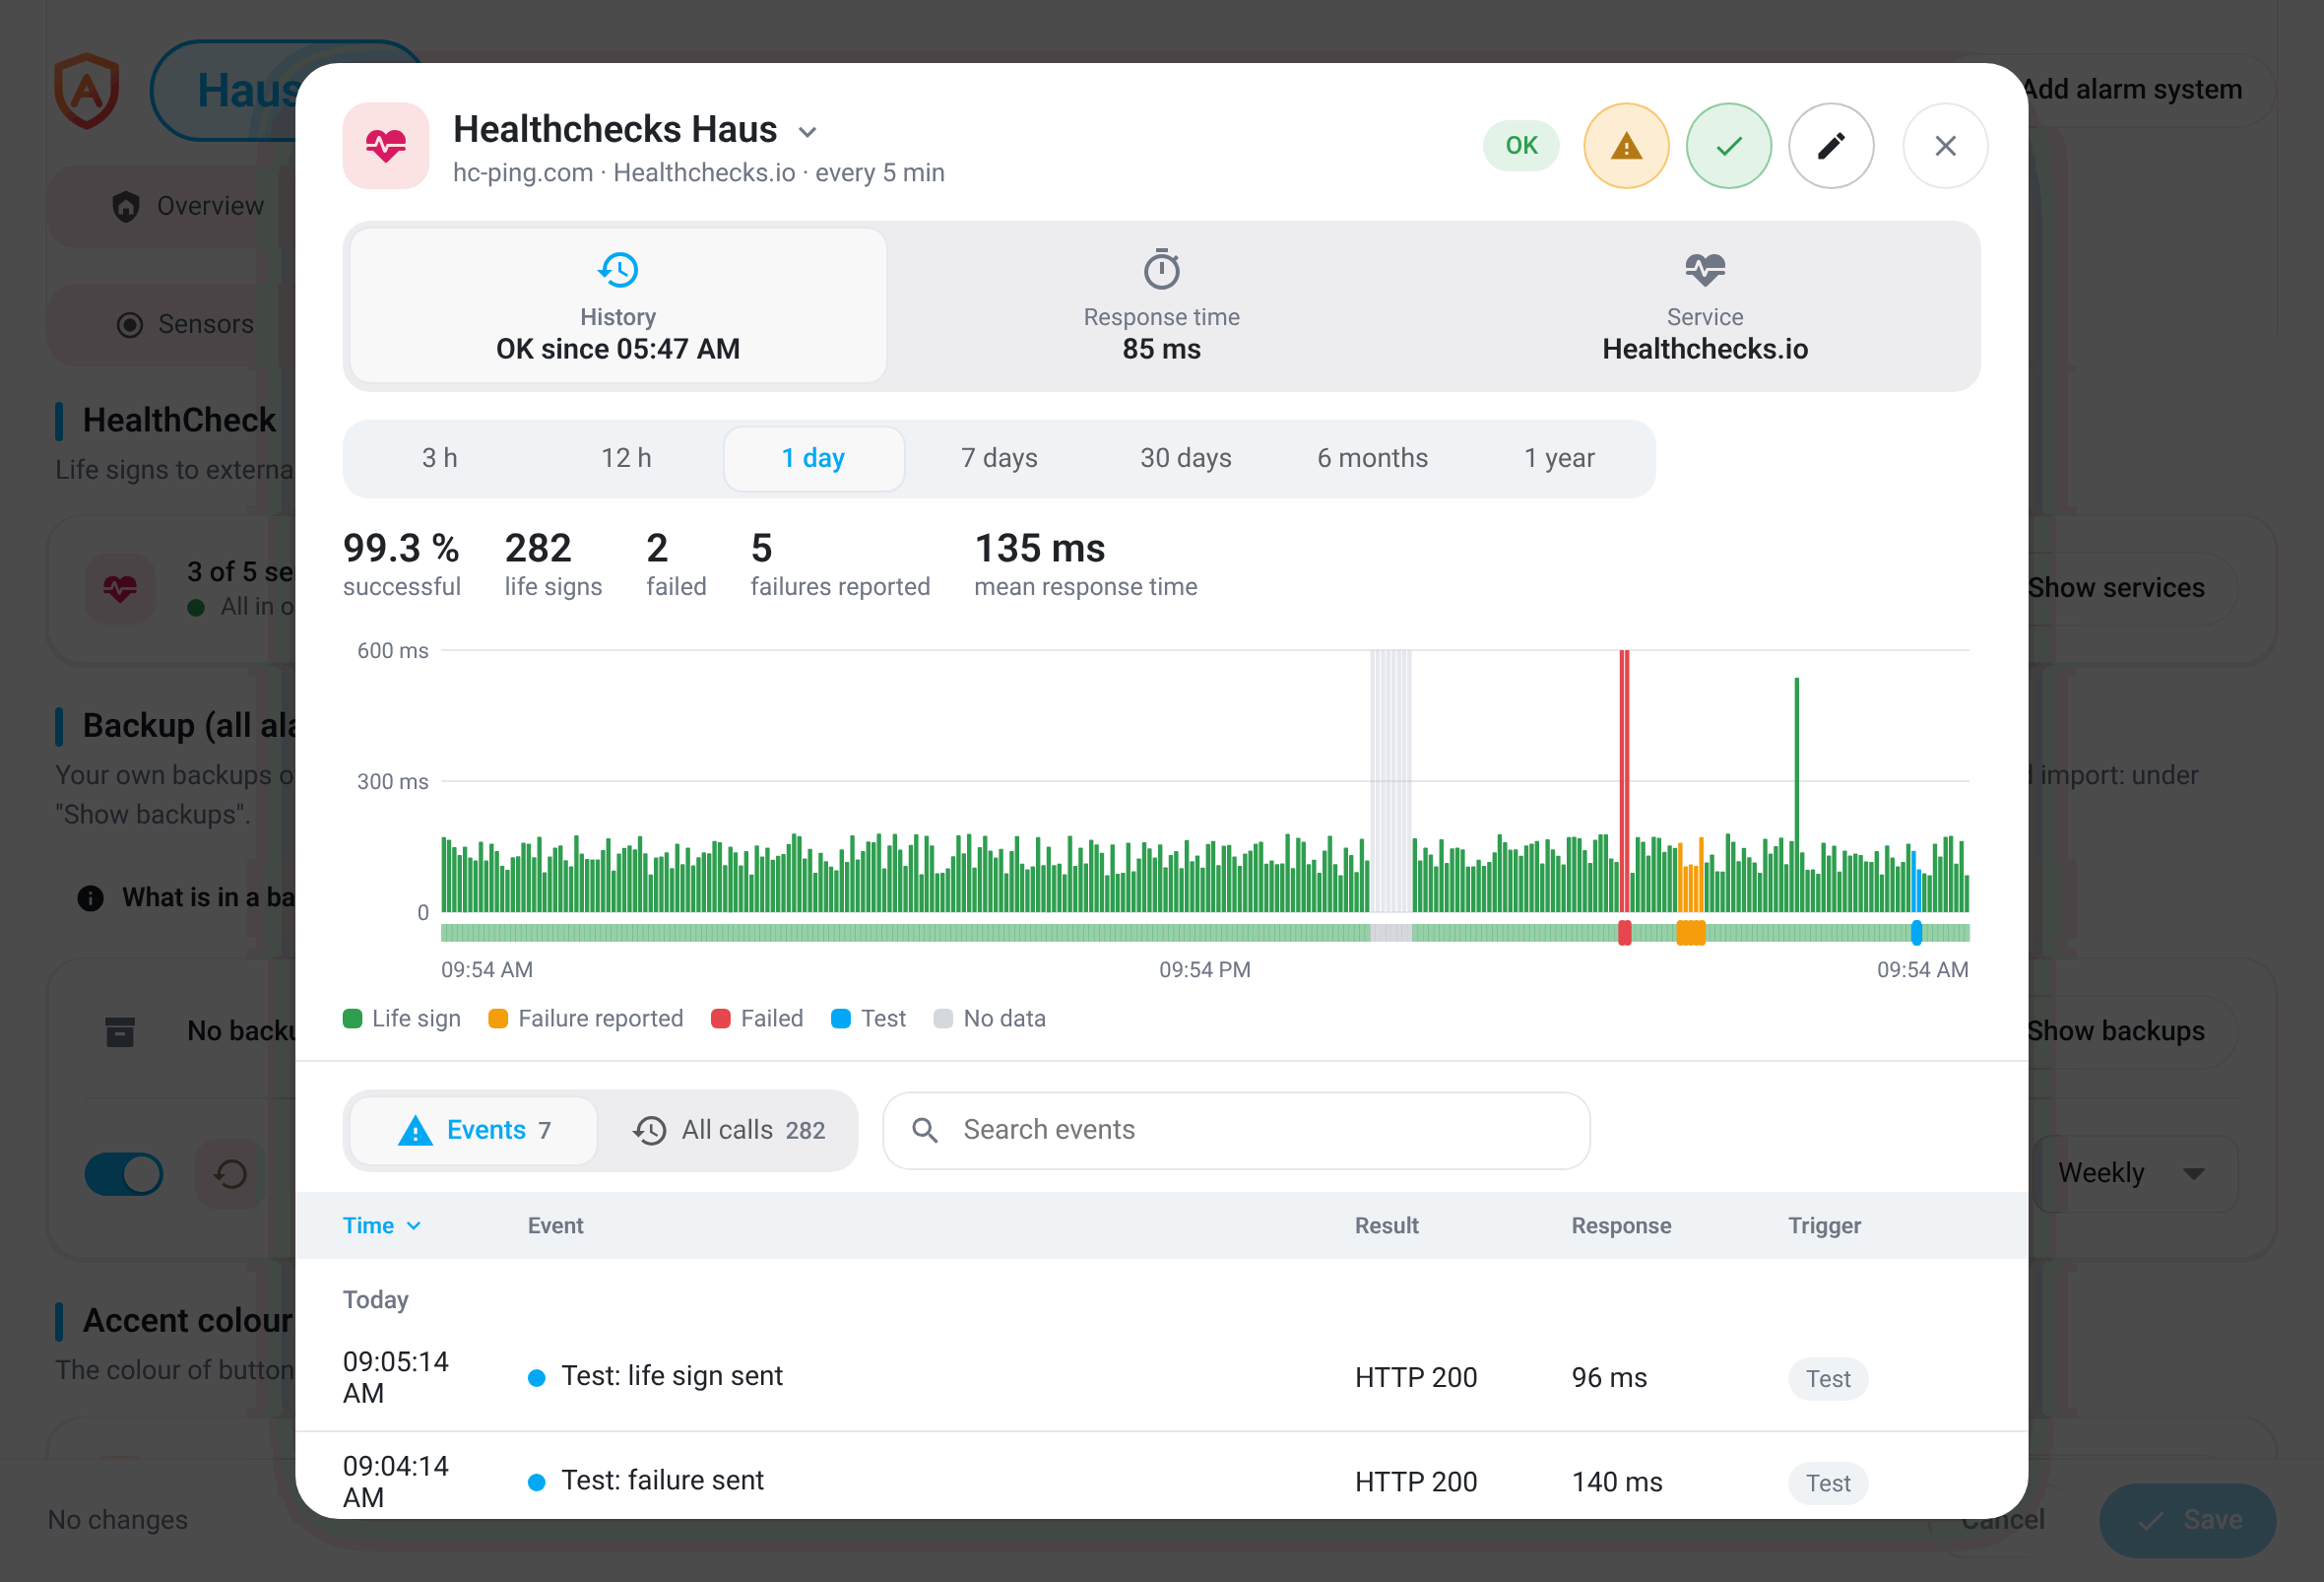 Haus
Add alarm system
Overview
Sensors
HealthCheck
Life signs to externa
3 of 5 se
All in o
Show services
Backup (all ala
Your own backups o
d import: under
"Show backups".
What is in a ba
No backu
Show backups
Weekly
Accent colour
The colour of button
No changes
Cancel
Save
Healthchecks Haus
hc-ping.com · Healthchecks.io · every 5 min
OK
History
OK since 05:47 AM
Response time
85 ms
Service
Healthchecks.io
3 h
12 h
1 day
7 days
30 days
6 months
1 year
99.3 %
successful
282
life signs
2
failed
5
failures reported
135 ms
mean response time
600 ms
300 ms
0
09:54 AM
09:54 PM
09:54 AM
Life sign
Failure reported
Failed
Test
No data
Events 7
All calls 282
Search events
Time
Event
Result
Response
Trigger
Today
09:05:14 AM
Test: life sign sent
HTTP 200
96 ms
Test
09:04:14 AM
Test: failure sent
HTTP 200
140 ms
Test